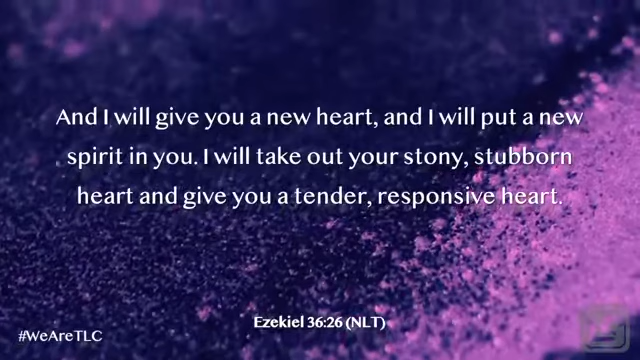 And I will give you a new heart, and I will put a new
spirit in you. I will take out your stony, stubborn
heart and give you a tender, responsive heart.
Ezekiel 36:26 (NLT)
#WeAreTLC